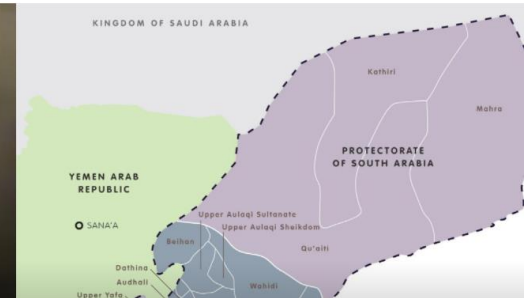 KINGDOM OF SAUDI ARABIA
Kathiri
Mahra
PROTECTORATE
OF SOUTH ARABIA
YEMEN ARAB
REPUBLIC
SANA'A
Upper Aulaqi Sultanate
Upper Aulaqi Sheikdom
Beihan
Qu'aiti
Dathina
Audhali
Wahidi
Upper Yafa